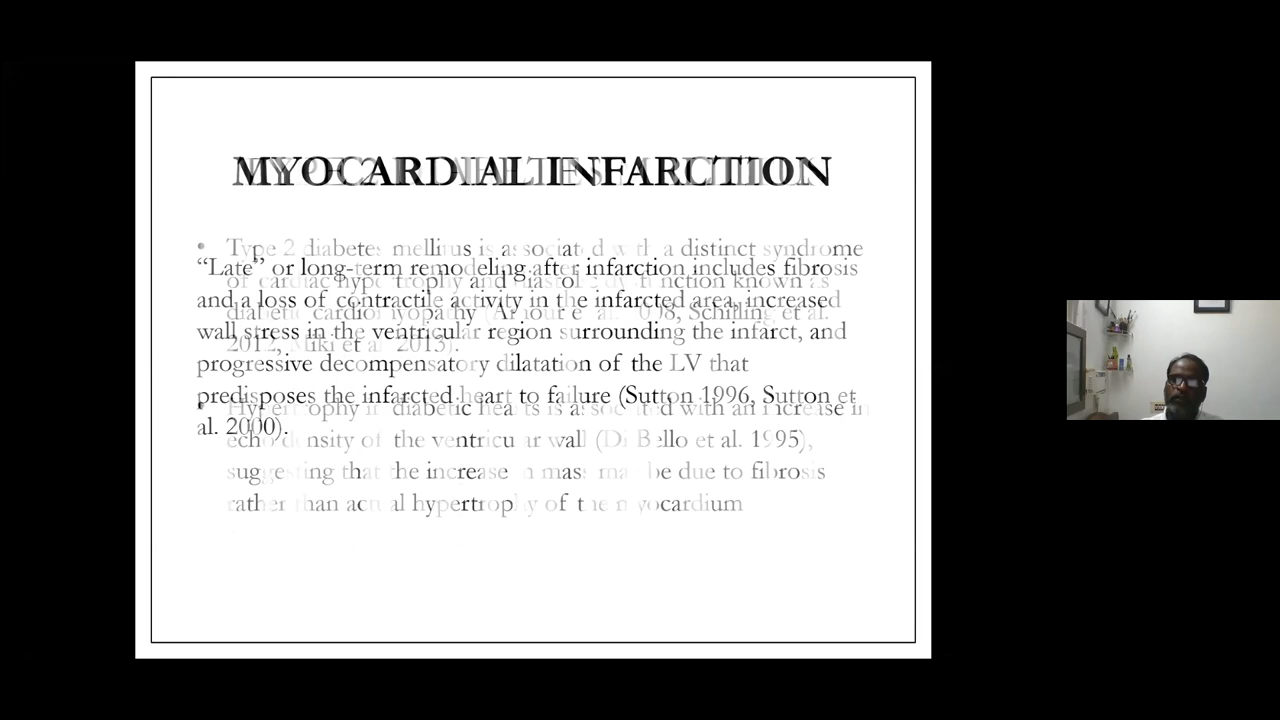 MYOCARDIAL INFARCTION
“Late” or long-term remodeling after infarction includes fibrosis
and a loss of contractile activity in the infarcted area, increased
wall stress in the ventricular region surrounding the infarct, and
progressive decompensatory dilatation of the LV that
predisposes the infarcted heart to failure (Sutton 1996, Sutton et
al. 2000).
• Type 2 diabetes mellitus is associated with a distinct syndrome
of cardiac hypertrophy and diastolic dysfunction known as
diabetic cardiomyopathy et al. Schilling et al.
2012, Miki et al. 2013).
• Hypertrophy in diabetic hearts is associated with an increase in
echodensity of the ventricular wall (Di Bello et al. 1995),
suggesting that the increase in mass may be due to fibrosis
rather than actual hypertrophy of the myocardium